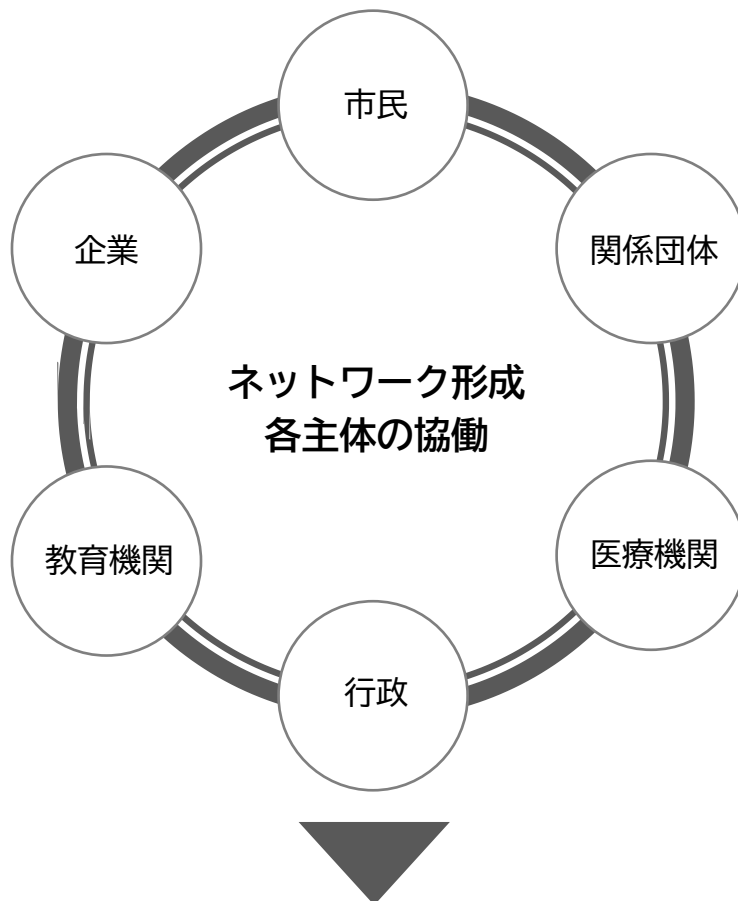 市民
企業
関係団体
ネットワーク形成
各主体の協働
教育機関
医療機関
行政